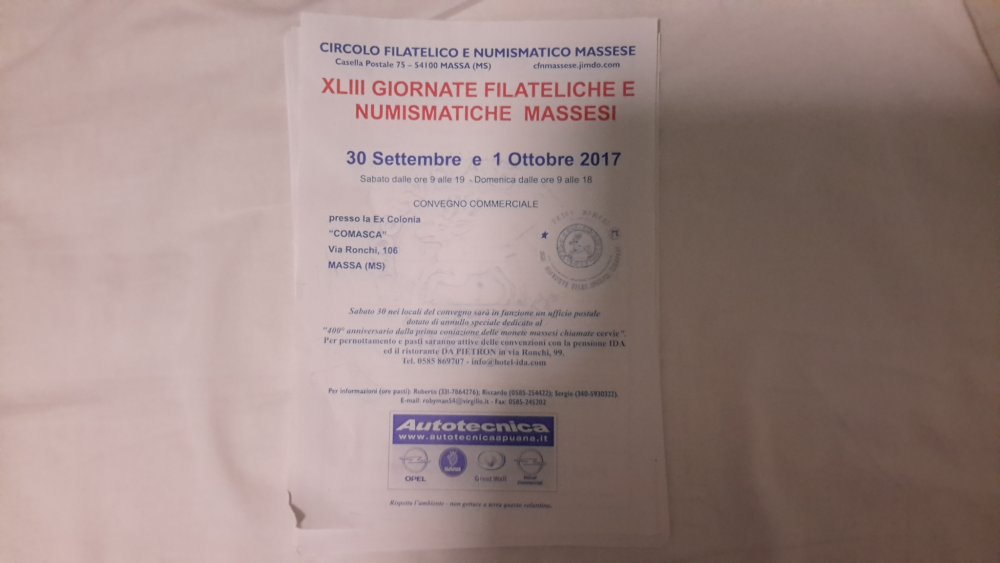 CIRCOLO FILATELICO E NUMISMATICO MASSESE
Casella Postale 75 – 54100 MASSA (MS) cfnmassese.jimdo.com
XLIII GIORNATE FILATELICHE E
NUMISMATICHE MASSESI
30 Settembre e 1 Ottobre 2017
Sabato dalle ore 9 alle 19 - Domenica dalle ore 9 alle 18
CONVEGNO COMMERCIALE
presso la Ex Colonia
"COMASCA"
Via Ronchi, 106
MASSA (MS)
Sabato 30 nei locali del convegno sarà in funzione un ufficio postale
dotato di annullo speciale dedicato al
"400° anniversario dalla prima coniazione delle monete massesi chiamate cervie".
Per pernottamento e pasti saranno attive delle convenzioni con la pensione IDA
ed il ristorante DA PIETRON in via Ronchi, 99.
Tel. 0585 869707 - info@hotel-ida.com
Per informazioni (ore pasti): Roberto (331-7864276); Riccardo (0585-254422); Sergio (340-5930322).
E-mail: robyman54@virgilio.it - Fax: 0585-245202
Autotecnica
www.autotecnicaapuana.it
OPEL SAAB Great Wall
Rispetta l'ambiente - non gettare a terra questo volantino.